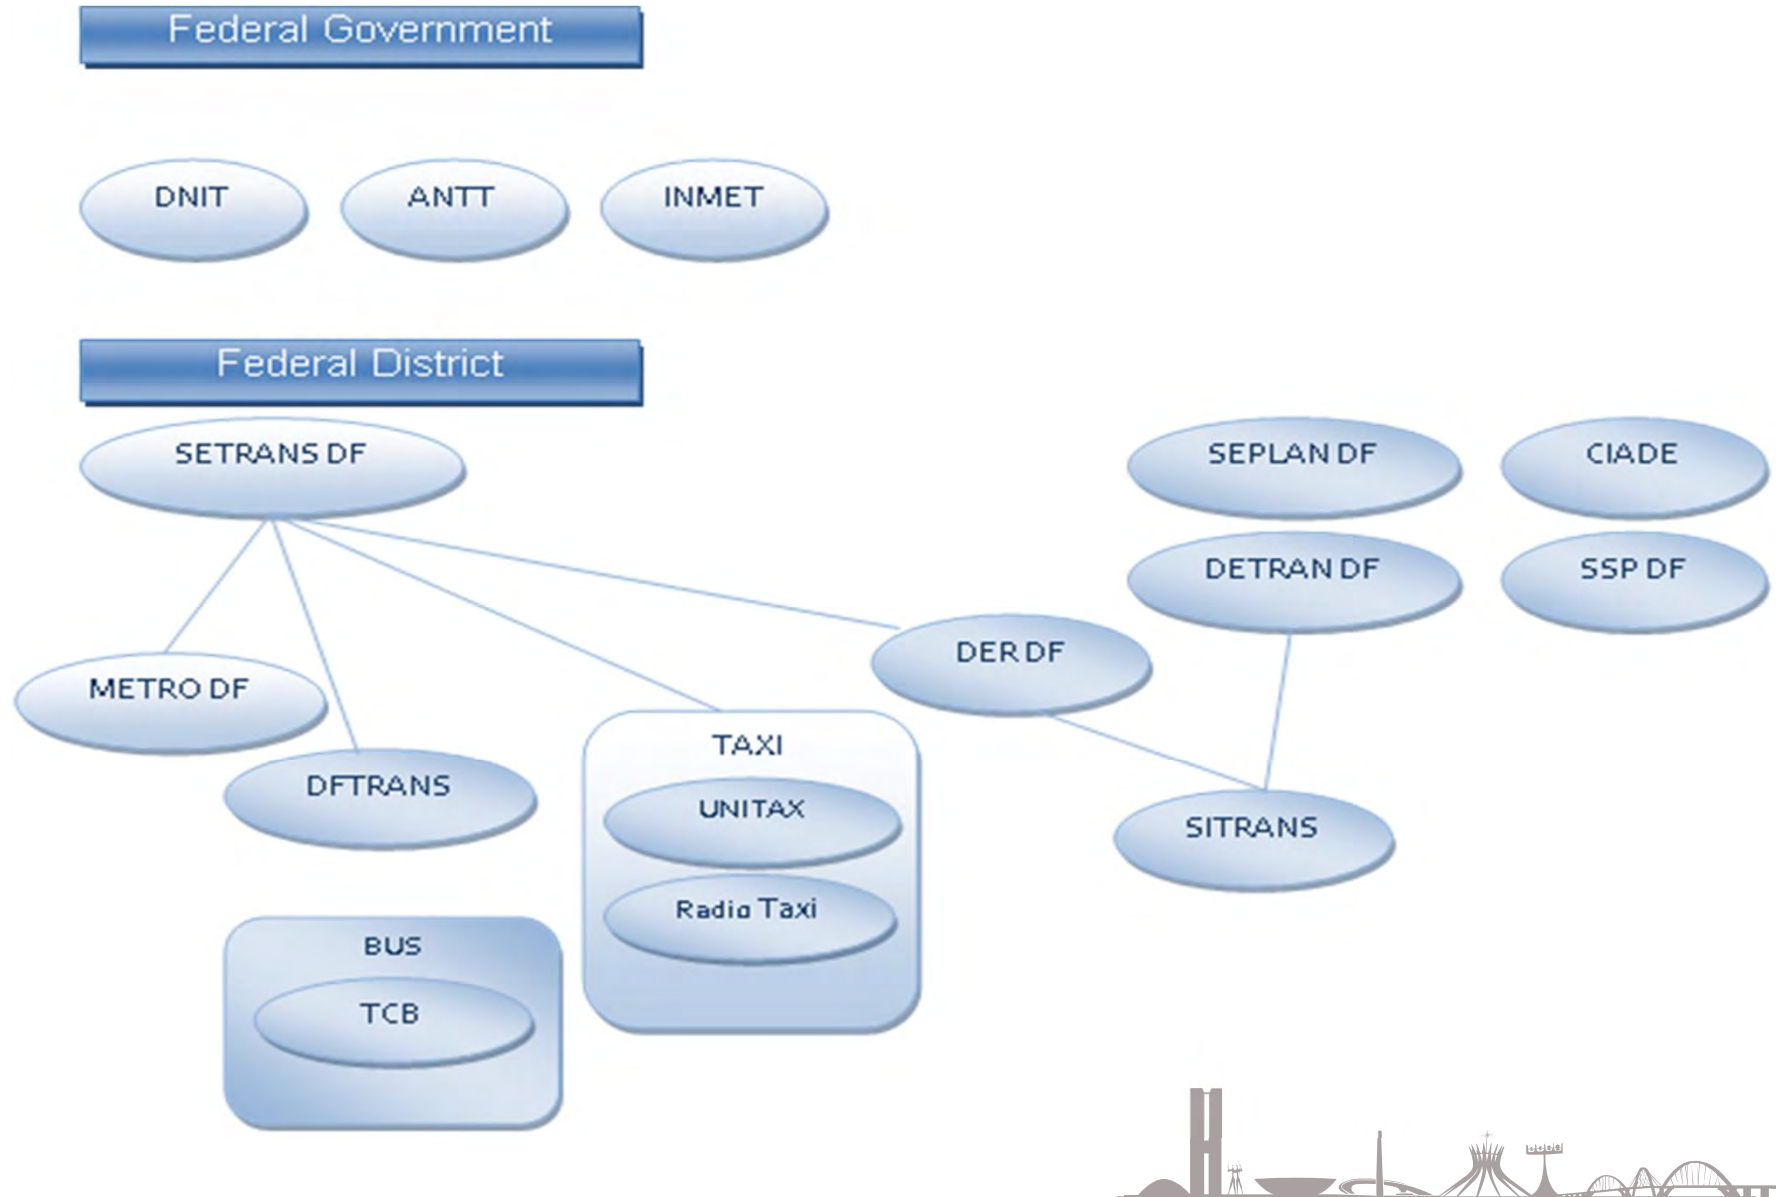 Federal Government
DNIT
ANTT
INMET
Federal District
SETRANS DF
SEPLAN DF
CIADE
DETRAN DF
SSP DF
DER DF
METRO DF
TAXI
DFTRANS
UNITAX
SITRANS
Radio Taxi
BUS
TCB